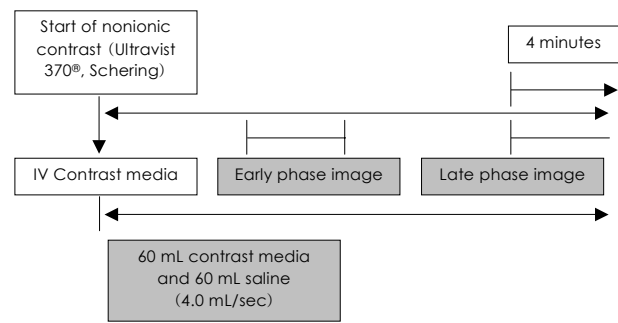 Start of nonionic
contrast (Ultravist
370®, Schering)
4 minutes
IV Contrast media
Early phase image
Late phase image
60 mL contrast media
and 60 mL saline
(4.0 mL/sec)